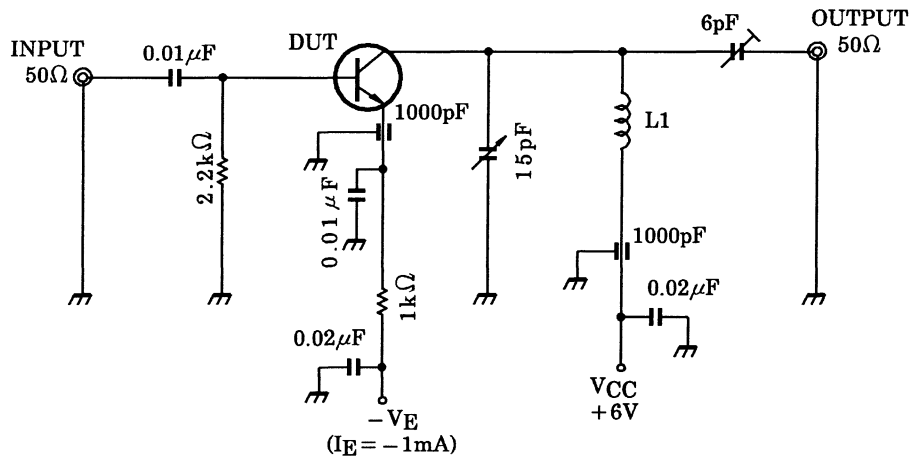 INPUT
50Ω
0.01μF
DUT
6pF
OUTPUT
50Ω
1000pF
2.2kΩ
0.01μF
15pF
L1
1000pF
1kΩ
0.02μF
0.02μF
VCC
+6V
−VE
(IE=−1mA)